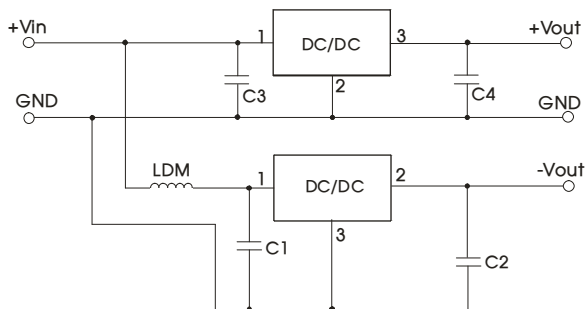 +Vin
1
DC/DC
3
+Vout
C3
2
C4
GND
GND
LDM
1
DC/DC
2
-Vout
3
C1
C2